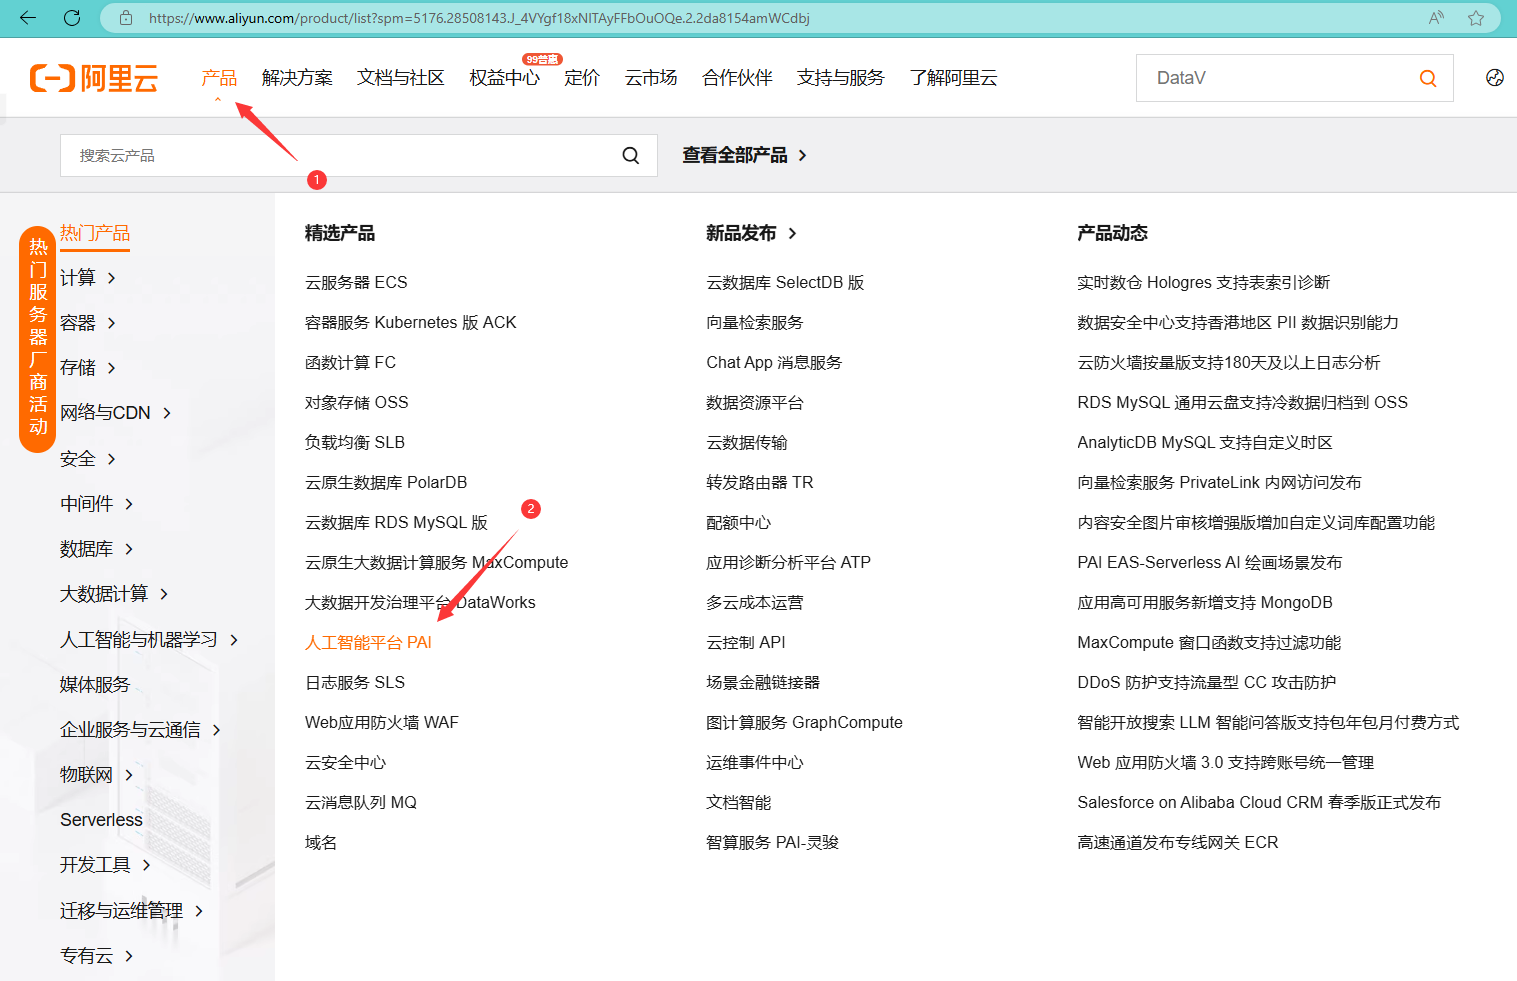 https://www.aliyun.com/product/list?spm=5176.28508143.J_4VYgf18xNlTAyFFbOuOQe.2.2da8154amWCdbj
阿里云
产品
解决方案
文档与社区
权益中心
99普惠
定价
云市场
合作伙伴
支持与服务
了解阿里云
DataV
搜索云产品
查看全部产品
1
热门服务器厂商活动
热门产品
计算
容器
存储
网络与CDN
安全
中间件
数据库
大数据计算
人工智能与机器学习
媒体服务
企业服务与云通信
物联网
Serverless
开发工具
迁移与运维管理
专有云
精选产品
云服务器 ECS
容器服务 Kubernetes 版 ACK
函数计算 FC
对象存储 OSS
负载均衡 SLB
云原生数据库 PolarDB
云数据库 RDS MySQL 版
2
云原生大数据计算服务 MaxCompute
大数据开发治理平台 DataWorks
人工智能平台 PAI
日志服务 SLS
Web应用防火墙 WAF
云安全中心
云消息队列 MQ
域名
新品发布
云数据库 SelectDB 版
向量检索服务
Chat App 消息服务
数据资源平台
云数据传输
转发路由器 TR
配额中心
应用诊断分析平台 ATP
多云成本运营
云控制 API
场景金融链接器
图计算服务 GraphCompute
运维事件中心
文档智能
智算服务 PAI-灵骏
产品动态
实时数仓 Hologres 支持表索引诊断
数据安全中心支持香港地区 PII 数据识别能力
云防火墙按量版支持180天及以上日志分析
RDS MySQL 通用云盘支持冷数据归档到 OSS
AnalyticDB MySQL 支持自定义时区
向量检索服务 PrivateLink 内网访问发布
内容安全图片审核增强版增加自定义词库配置功能
PAI EAS-Serverless AI 绘画场景发布
应用高可用服务新增支持 MongoDB
MaxCompute 窗口函数支持过滤功能
DDoS 防护支持流量型 CC 攻击防护
智能开放搜索 LLM 智能问答版支持包年包月付费方式
Web 应用防火墙 3.0 支持跨账号统一管理
Salesforce on Alibaba Cloud CRM 春季版正式发布
高速通道发布专线网关 ECR